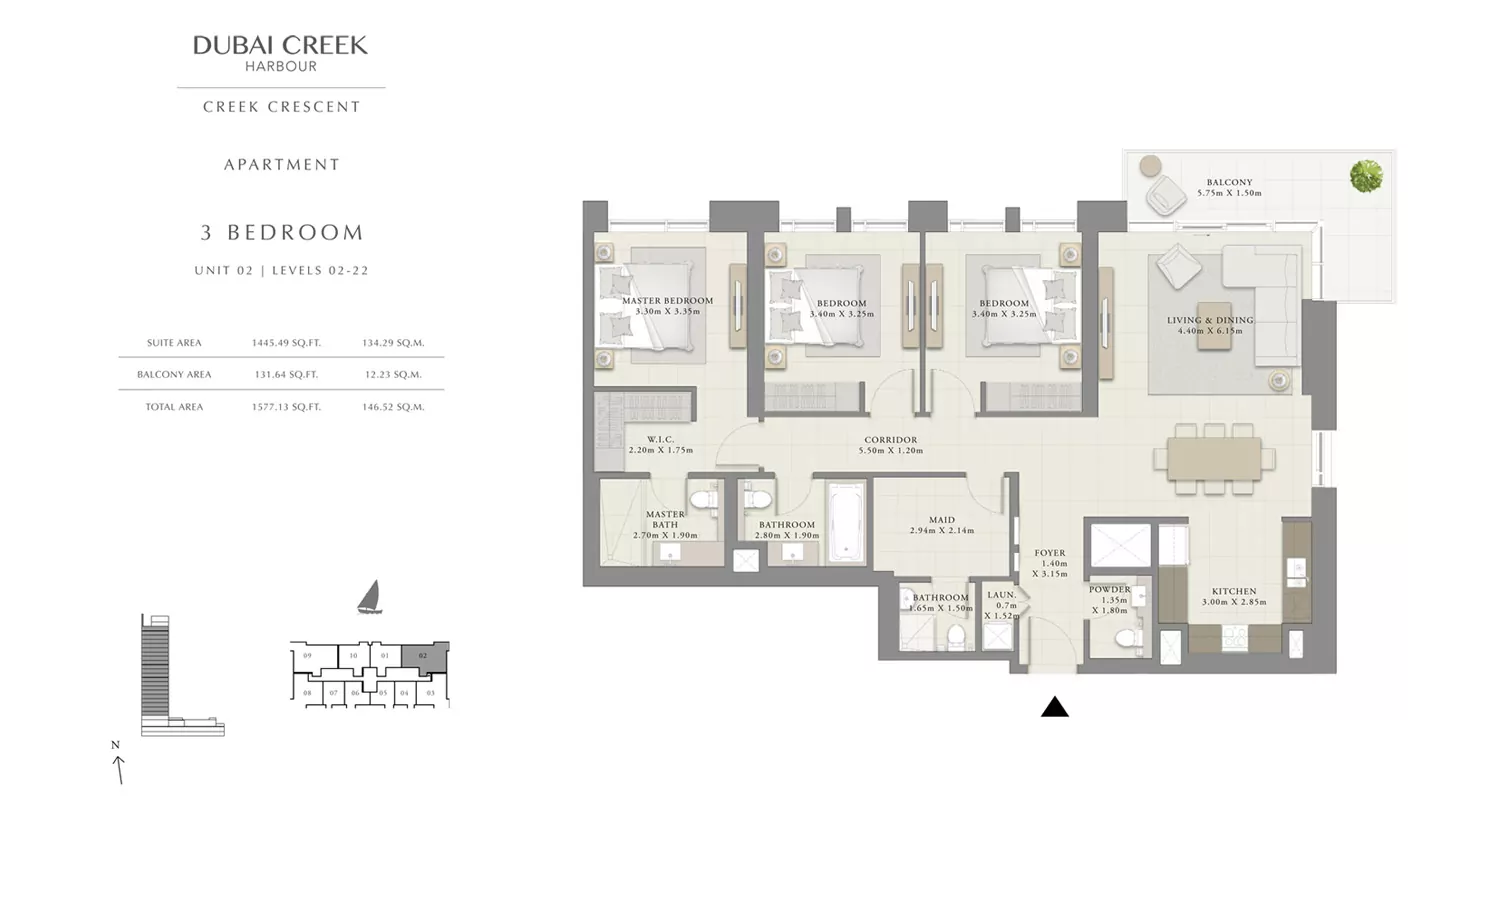 DUBAI CREEK
HARBOUR
CREEK CRESCENT
APARTMENT
3 BEDROOM
UNIT 02 | LEVELS 02-22
SUITE AREA 1445.49 SQ.FT. 134.29 SQ.M.
BALCONY AREA 131.64 SQ.FT. 12.23 SQ.M.
TOTAL AREA 1577.13 SQ.FT. 146.52 SQ.M.
BALCONY
5.75m X 1.50m
MASTER BEDROOM
3.30m X 3.35m
BEDROOM
3.40m X 3.25m
BEDROOM
3.40m X 3.25m
LIVING & DINING
4.40m X 6.15m
W.I.C.
2.20m X 1.75m
CORRIDOR
5.50m X 1.20m
MASTER
BATH
2.70m X 1.90m
BATHROOM
2.80m X 1.90m
MAID
2.94m X 2.14m
FOYER
1.40m
X 3.15m
BATHROOM
1.65m X 1.50m
LAUN.
0.7m
X 1.52m
POWDER
1.35m
X 1.80m
KITCHEN
3.00m X 2.85m
09 10 01 02
08 07 06 05 04 03
N